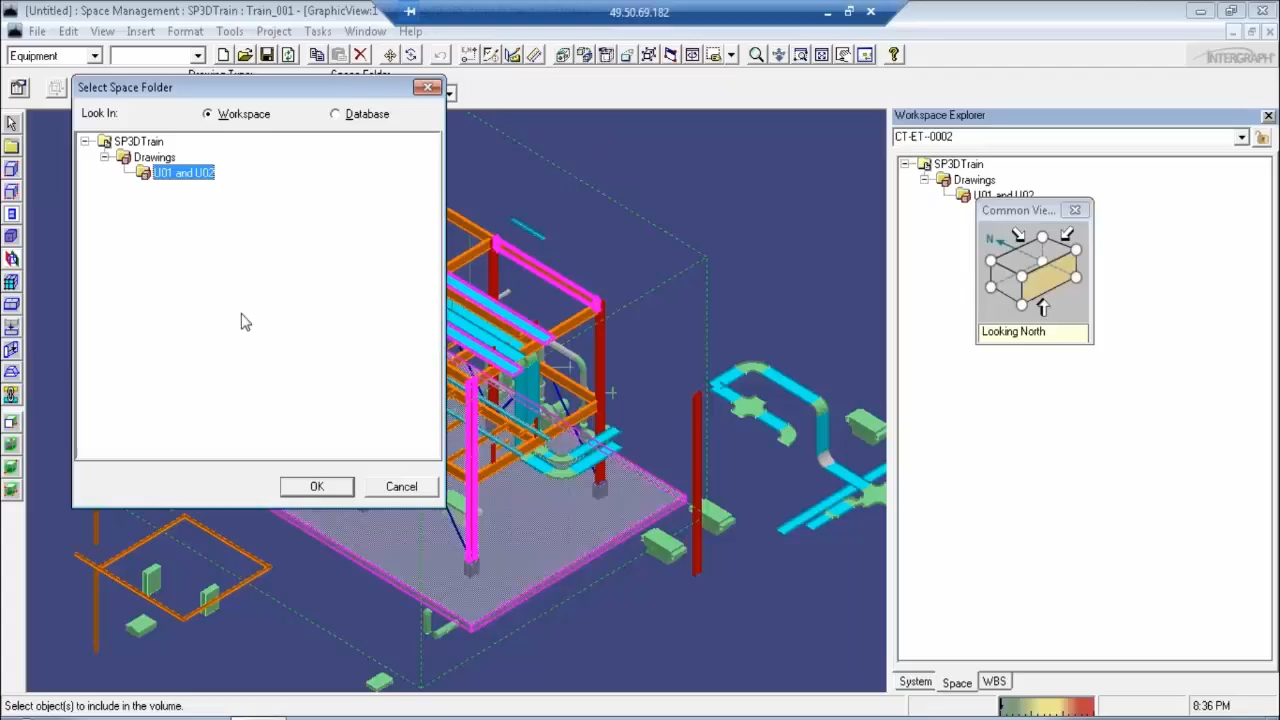 [Untitled] : Space Management : SP3DTrain : Train_001 - [GraphicView:1
49.50.69.182
File Edit View Insert Format Tools Project Tasks Window Help
Equipment
INTERGRAPH
Select Space Folder
Look In: Workspace Database
SP3DTrain
Drawings
U01 and U02
OK Cancel
Workspace Explorer
CT-ET--0002
SP3DTrain
Drawings
U01 and U02
Common Vie...
N
Looking North
System Space WBS
Select object(s) to include in the volume.
8:36 PM